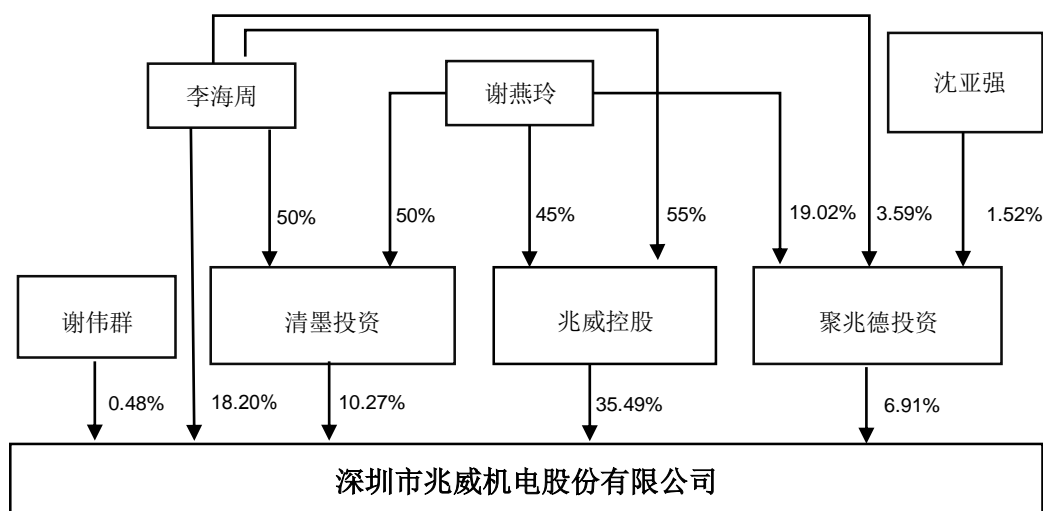 李海周
谢燕玲
沈亚强
50%
50%
45%
55%
19.02%
3.59%
1.52%
谢伟群
清墨投资
兆威控股
聚兆德投资
0.48%
18.20%
10.27%
35.49%
6.91%
深圳市兆威机电股份有限公司